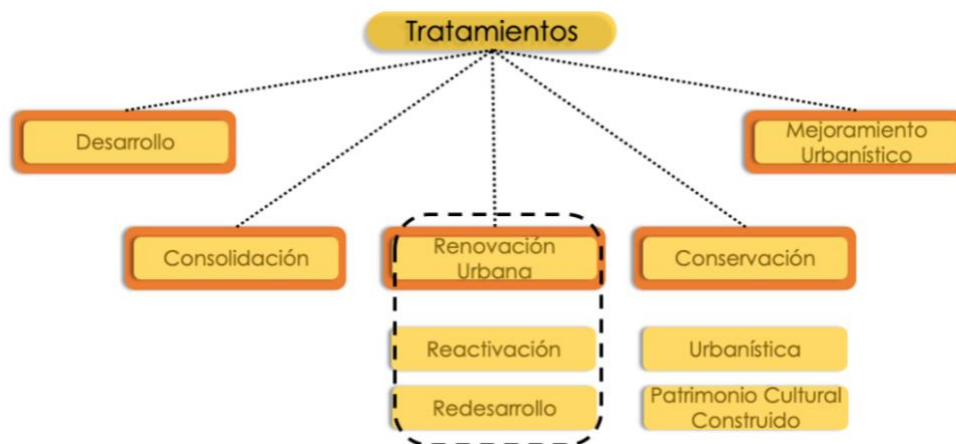 Tratamientos
Desarrollo
Mejoramiento
Urbanístico
Consolidación
Renovación
Urbana
Conservación
Reactivación
Urbanística
Redesarrollo
Patrimonio Cultural
Construido